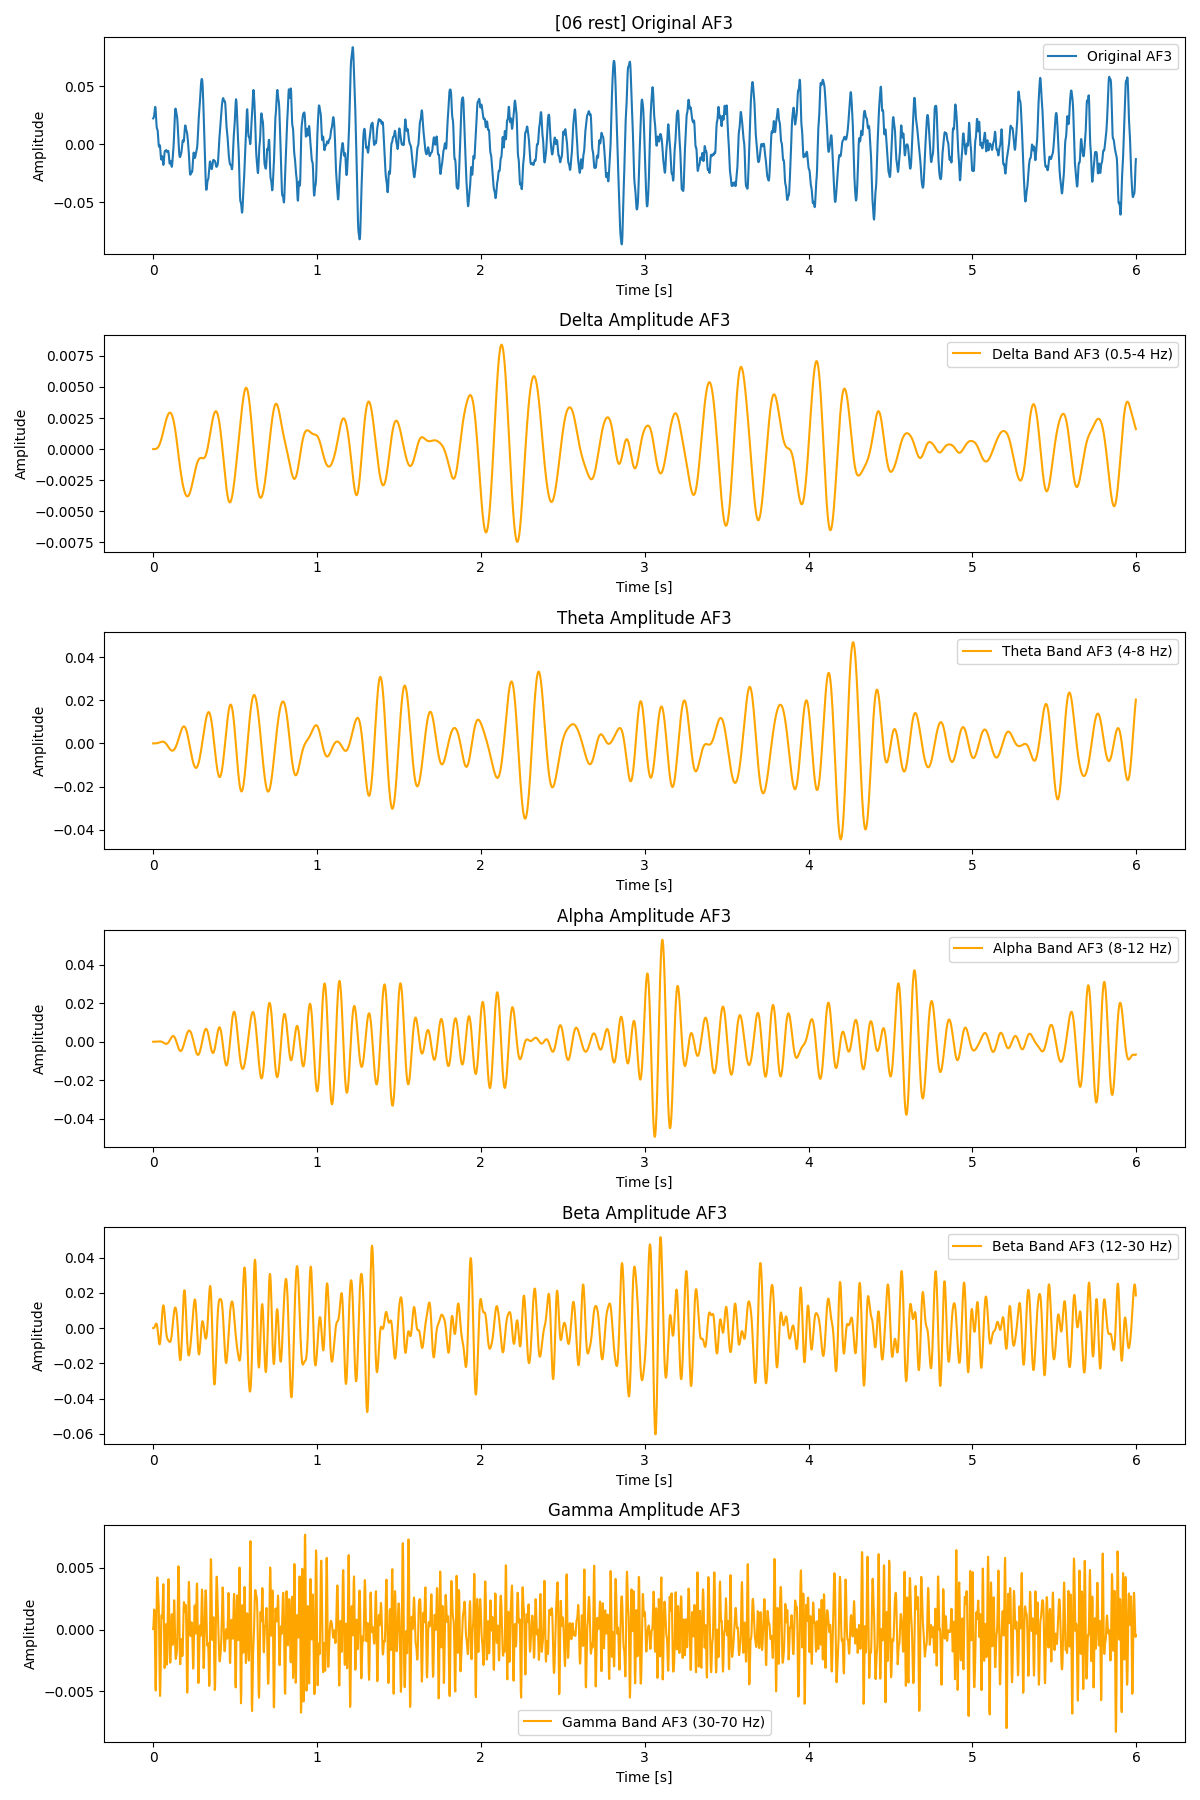 [06 rest] Original AF3
Original AF3
Amplitude
0.05
0.00
−0.05
0 1 2 3 4 5 6
Time [s]
Delta Amplitude AF3
Delta Band AF3 (0.5-4 Hz)
Amplitude
0.0075
0.0050
0.0025
0.0000
−0.0025
−0.0050
−0.0075
0 1 2 3 4 5 6
Time [s]
Theta Amplitude AF3
Theta Band AF3 (4-8 Hz)
Amplitude
0.04
0.02
0.00
−0.02
−0.04
0 1 2 3 4 5 6
Time [s]
Alpha Amplitude AF3
Alpha Band AF3 (8-12 Hz)
Amplitude
0.04
0.02
0.00
−0.02
−0.04
0 1 2 3 4 5 6
Time [s]
Beta Amplitude AF3
Beta Band AF3 (12-30 Hz)
Amplitude
0.04
0.02
0.00
−0.02
−0.04
−0.06
0 1 2 3 4 5 6
Time [s]
Gamma Amplitude AF3
Amplitude
0.005
0.000
−0.005
Gamma Band AF3 (30-70 Hz)
0 1 2 3 4 5 6
Time [s]